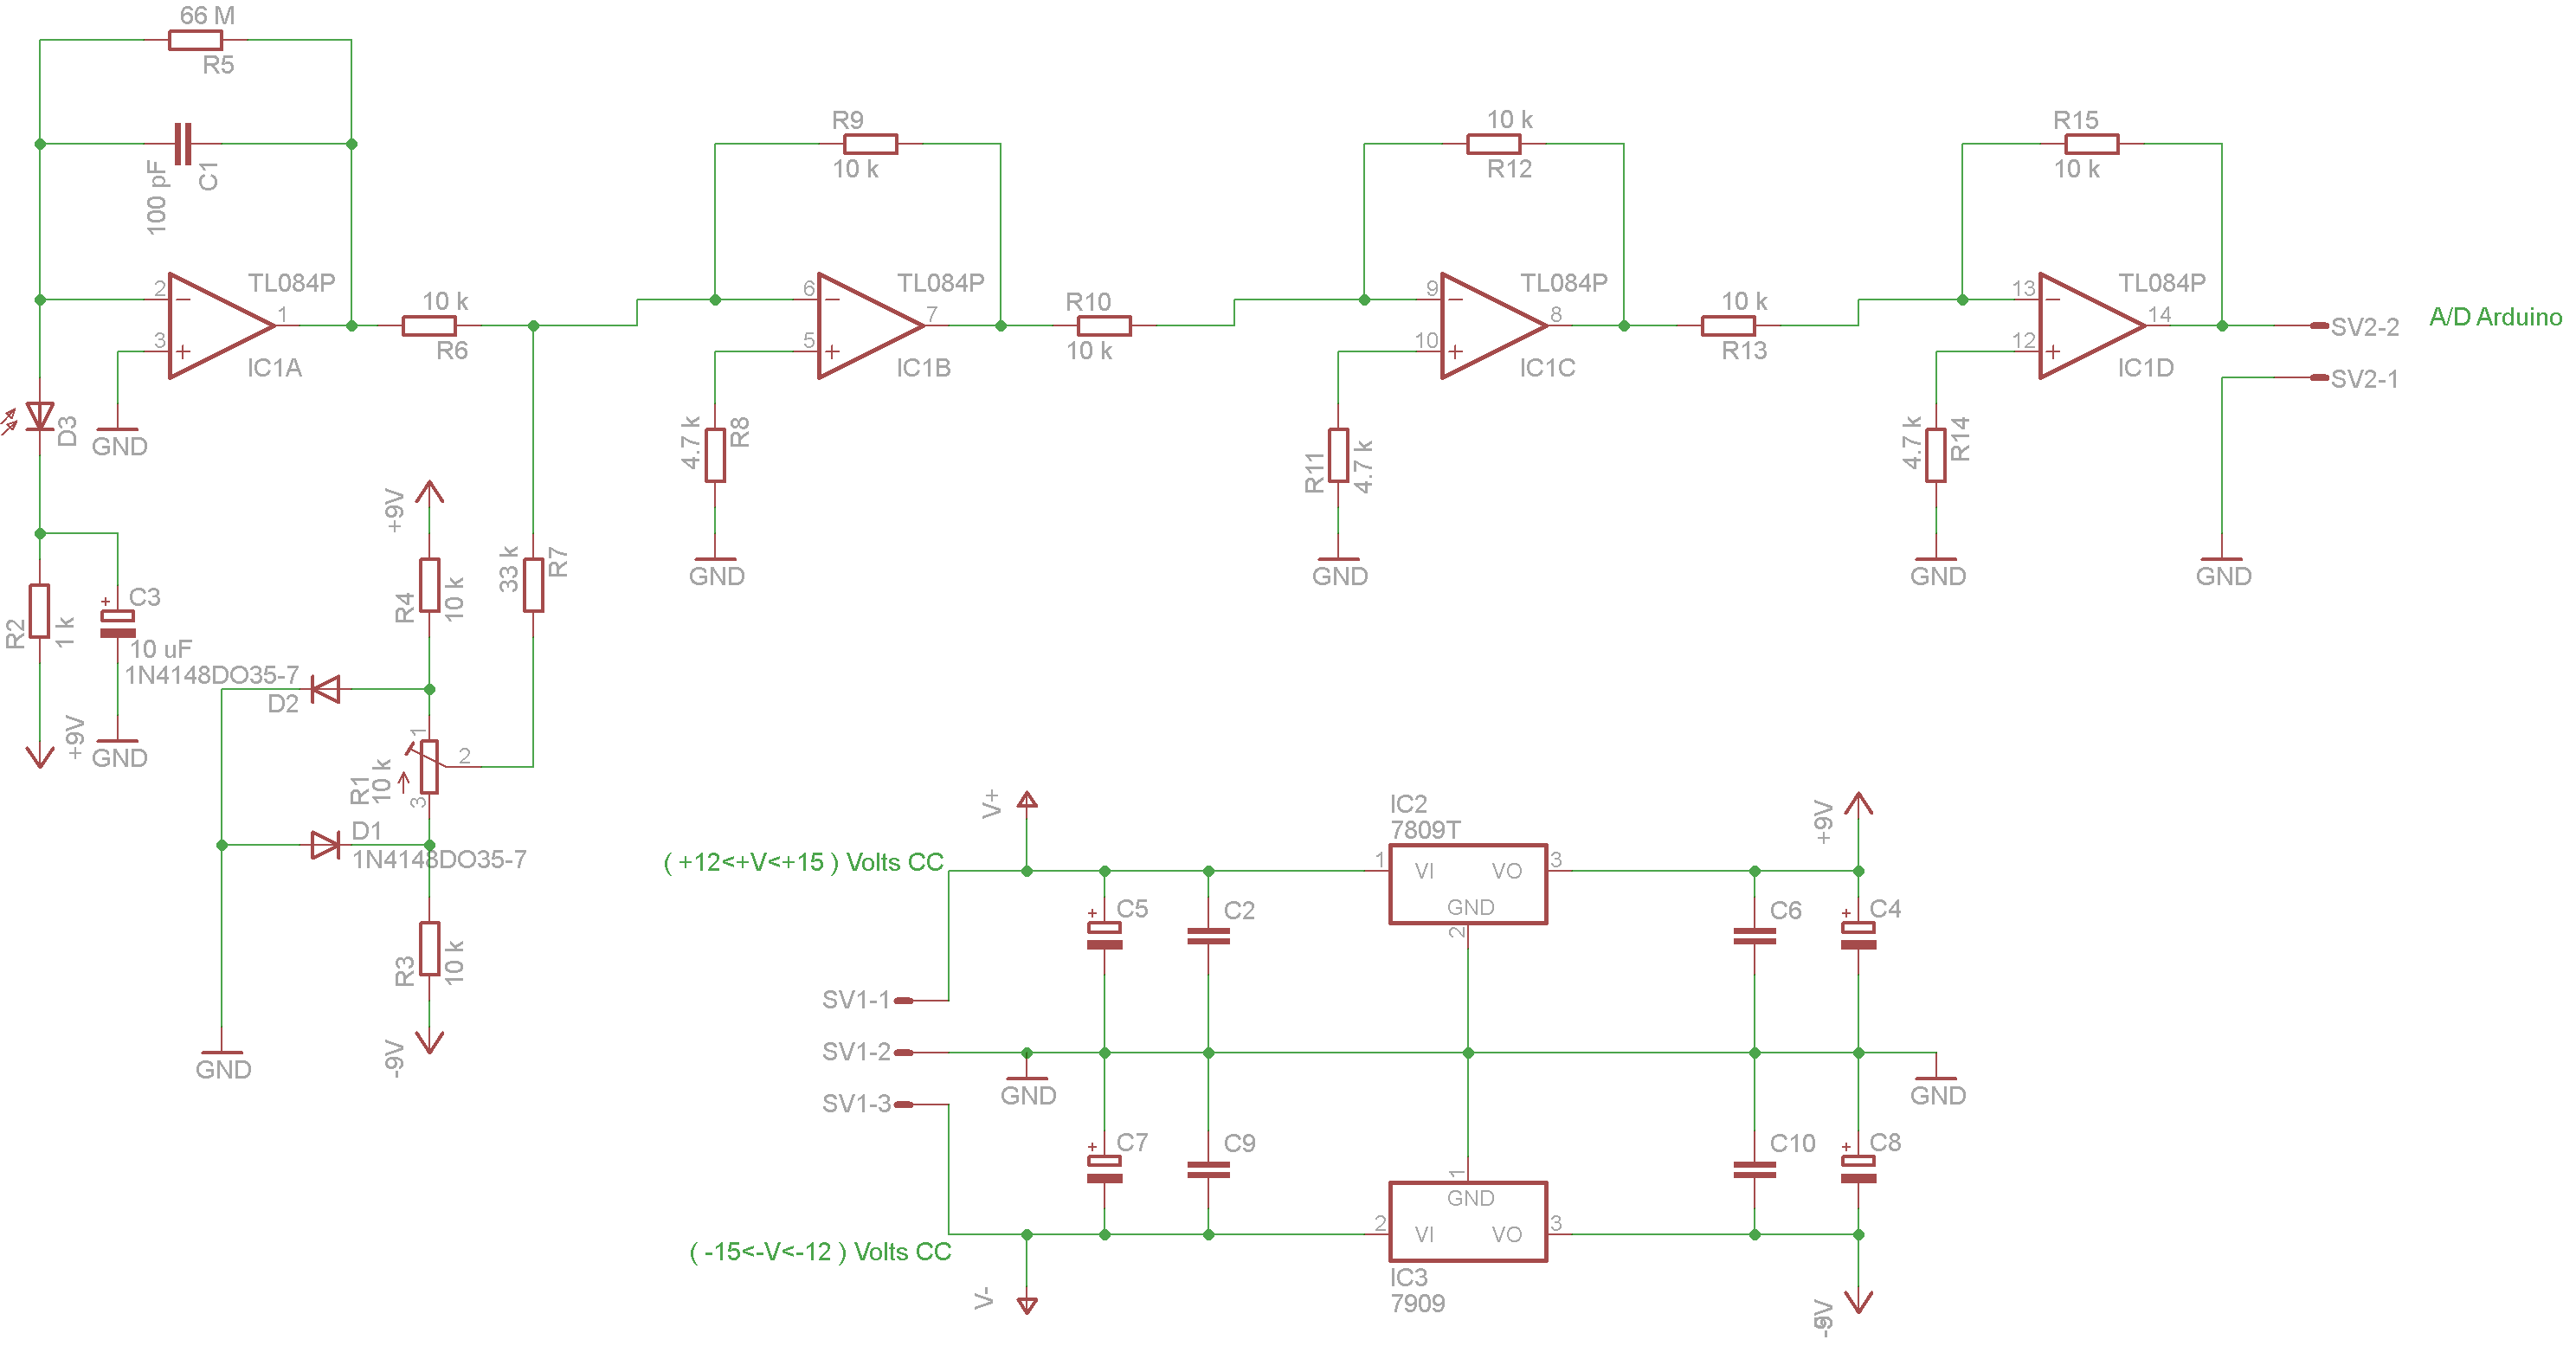 66 M
R5
100 pF
C1
TL084P
2
3
1
IC1A
10 k
R6
D3
GND
R9
10 k
TL084P
6
5
7
IC1B
4.7 k
R8
GND
R10
10 k
10 k
R12
TL084P
9
10
8
IC1C
R11
4.7 k
GND
10 k
R13
R15
10 k
TL084P
13
12
14
IC1D
4.7 k
R14
GND
SV2-2
A/D Arduino
SV2-1
GND
R2
1 k
+9V
C3
10 uF
GND
1N4148DO35-7
D2
+9V
R4
10 k
33 k
R7
R1
10 k
1
2
3
D1
1N4148DO35-7
R3
10 k
-9V
GND
V+
( +12<+V<+15 ) Volts CC
C5
C2
IC2
7809T
1
VI
VO
3
GND
2
+9V
C6
C4
SV1-1
SV1-2
SV1-3
GND
GND
C7
C9
1
GND
2
VI
VO
3
IC3
7909
C10
C8
( -15<-V<-12 ) Volts CC
V-
-9V